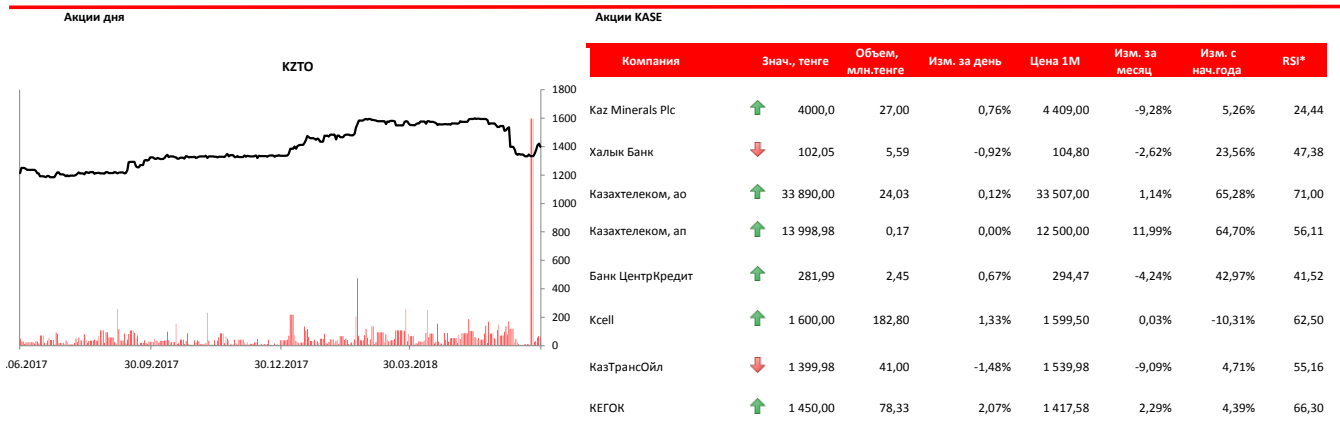 Акции дня
KZTO
1800
1600
1400
1200
1000
800
600
400
200
0
.06.2017 30.09.2017 30.12.2017 30.03.2018
Акции KASE
Компания Знач., тенге Объем, млн.тенге Изм. за день Цена 1М Изм. за месяц Изм. с нач.года RSI*
Kaz Minerals Plc 4000,0 27,00 0,76% 4 409,00 -9,28% 5,26% 24,44
Халык Банк 102,05 5,59 -0,92% 104,80 -2,62% 23,56% 47,38
Казахтелеком, ао 33 890,00 24,03 0,12% 33 507,00 1,14% 65,28% 71,00
Казахтелеком, ап 13 998,98 0,17 0,00% 12 500,00 11,99% 64,70% 56,11
Банк ЦентрКредит 281,99 2,45 0,67% 294,47 -4,24% 42,97% 41,52
Kcell 1 600,00 182,80 1,33% 1 599,50 0,03% -10,31% 62,50
КазТрансОйл 1 399,98 41,00 -1,48% 1 539,98 -9,09% 4,71% 55,16
КЕГОК 1 450,00 78,33 2,07% 1 417,58 2,29% 4,39% 66,30